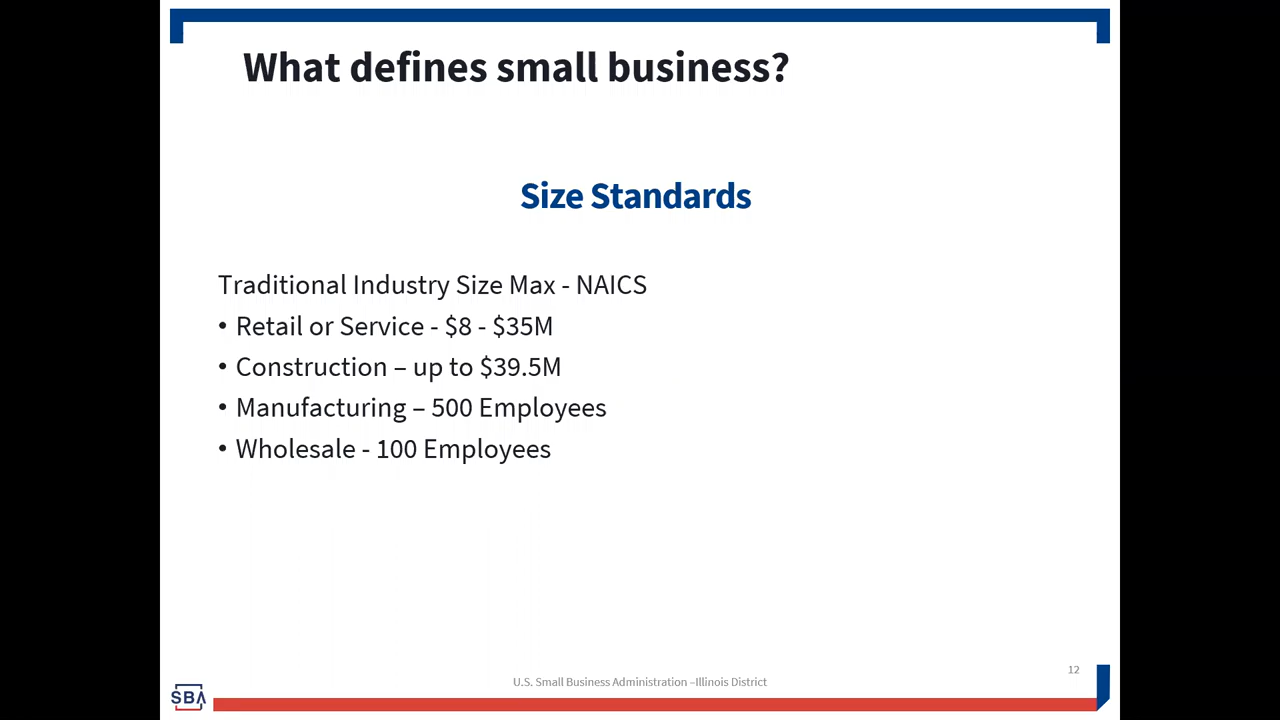 What defines small business?
Size Standards
Traditional Industry Size Max - NAICS
• Retail or Service - $8 - $35M
• Construction – up to $39.5M
• Manufacturing – 500 Employees
• Wholesale - 100 Employees
12
U.S. Small Business Administration –Illinois District
SBA